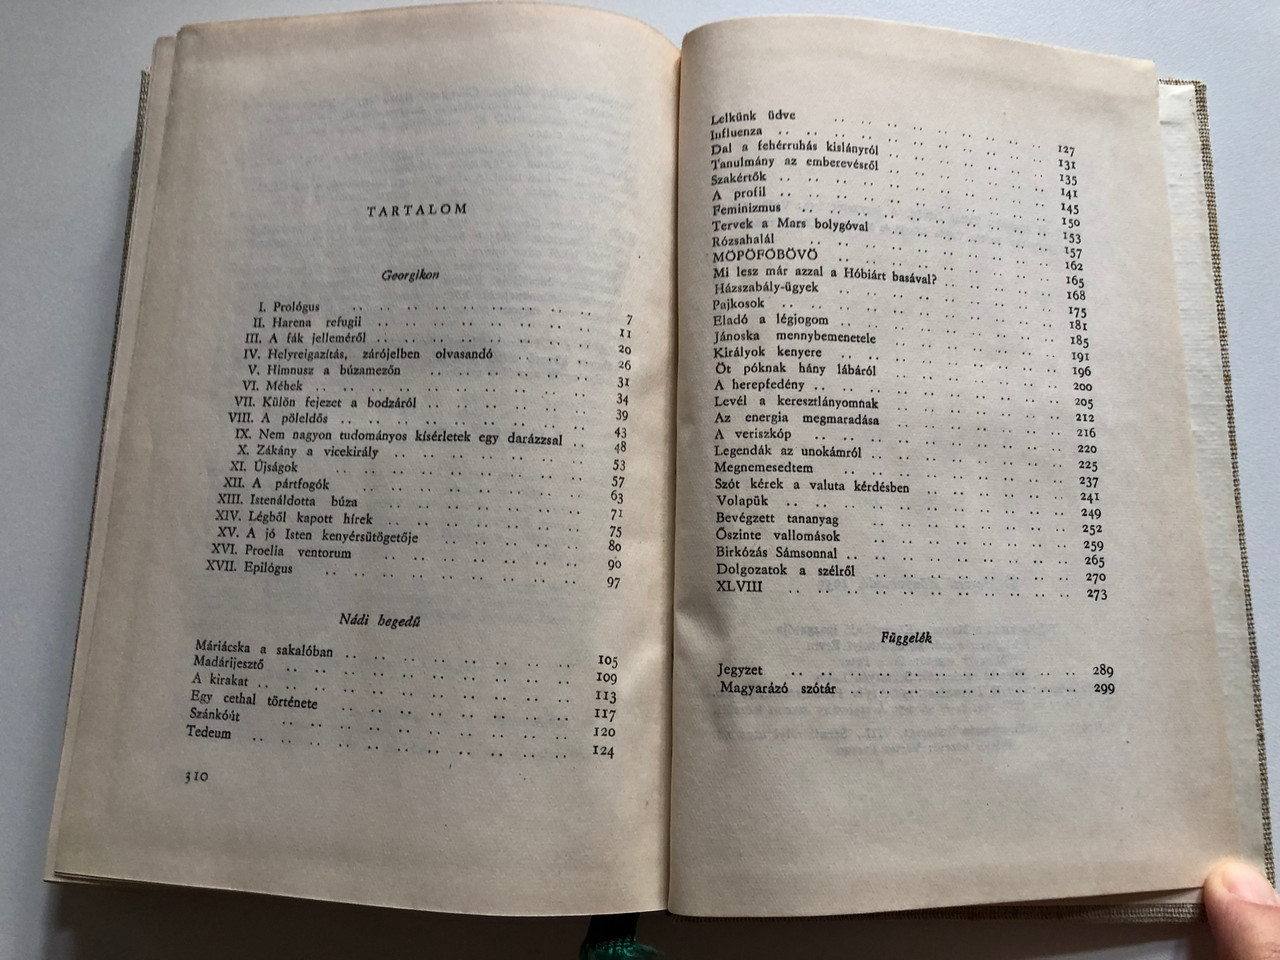 TARTALOM
Georgikon
I. Prológus .. .. .. .. .. .. .. .. 7
II. Harena refugii .. .. .. .. .. .. .. 11
III. A fák jelleméről .. .. .. .. .. .. .. 20
IV. Helyreigazítás, zárójelben olvasandó .. .. .. 26
V. Himnusz a búzamezőn .. .. .. .. .. 31
VI. Méhek .. .. .. .. .. .. .. .. 34
VII. Külön fejezet a bodzáról .. .. .. .. .. 39
VIII. A pöleldős .. .. .. .. .. .. .. 43
IX. Nem nagyon tudományos kísérletek egy darázzsal .. 48
X. Zákány a vicekirály .. .. .. .. .. .. 53
XI. Újságok .. .. .. .. .. .. .. 57
XII. A pártfogók .. .. .. .. .. .. .. 63
XIII. Istenáldotta búza .. .. .. .. .. .. 71
XIV. Légből kapott hírek .. .. .. .. .. .. 75
XV. A jó Isten kenyérsütögetője .. .. .. .. 80
XVI. Proelia ventorum .. .. .. .. .. .. 90
XVII. Epilógus .. .. .. .. .. .. .. .. 97
Nádi hegedű
Máriácska a sakalóban .. .. .. .. .. .. .. 105
Madárijesztő .. .. .. .. .. .. .. .. 109
A kirakat .. .. .. .. .. .. .. .. .. 113
Egy cethal története .. .. .. .. .. .. .. 117
Szánkóút .. .. .. .. .. .. .. .. 120
Tedeum .. .. .. .. .. .. .. .. .. 124
310
Lelkünk üdve .. .. .. .. .. .. .. 127
Influenza .. .. .. .. .. .. .. .. 131
Dal a fehérruhás kislányról .. .. .. .. .. 135
Tanulmány az emberevésről .. .. .. .. .. 141
Szakértők .. .. .. .. .. .. .. .. 145
A profil .. .. .. .. .. .. .. .. 150
Feminizmus .. .. .. .. .. .. .. .. 153
Tervek a Mars bolygóval .. .. .. .. .. .. 157
Rózsahalál .. .. .. .. .. .. .. .. 162
MÖPÖFÖBÖVÖ .. .. .. .. .. .. 165
Mi lesz már azzal a Hóbiárt basával? .. .. .. .. 168
Házszabály-ügyek .. .. .. .. .. .. .. 175
Pajkosok .. .. .. .. .. .. .. .. 181
Eladó a légiogom .. .. .. .. .. .. .. 185
Jánoska mennybemenetele .. .. .. .. .. 191
Királyok kenyere .. .. .. .. .. .. .. 196
Öt póknak hány lábáról .. .. .. .. .. .. 200
A herepfedény .. .. .. .. .. .. .. .. 205
Levél a keresztlányomnak .. .. .. .. .. .. 212
Az energia megmaradása .. .. .. .. .. .. 216
A veriszkóp .. .. .. .. .. .. .. .. 220
Legendák az unokámról .. .. .. .. .. .. 225
Megnemesedtem .. .. .. .. .. .. .. 237
Szót kérek a valuta kérdésben .. .. .. .. .. 241
Volapük .. .. .. .. .. .. .. .. .. 249
Bevégzett tananyag .. .. .. .. .. .. .. 252
Őszinte vallomások .. .. .. .. .. .. .. 259
Birkózás Sámsonnal .. .. .. .. .. .. .. 265
Dolgozatok a szélről .. .. .. .. .. .. .. 270
XLVIII .. .. .. .. .. .. .. .. .. 273
Függelék
Jegyzet .. .. .. .. .. .. .. .. .. 289
Magyarázó szótár .. .. .. .. .. .. .. .. 299